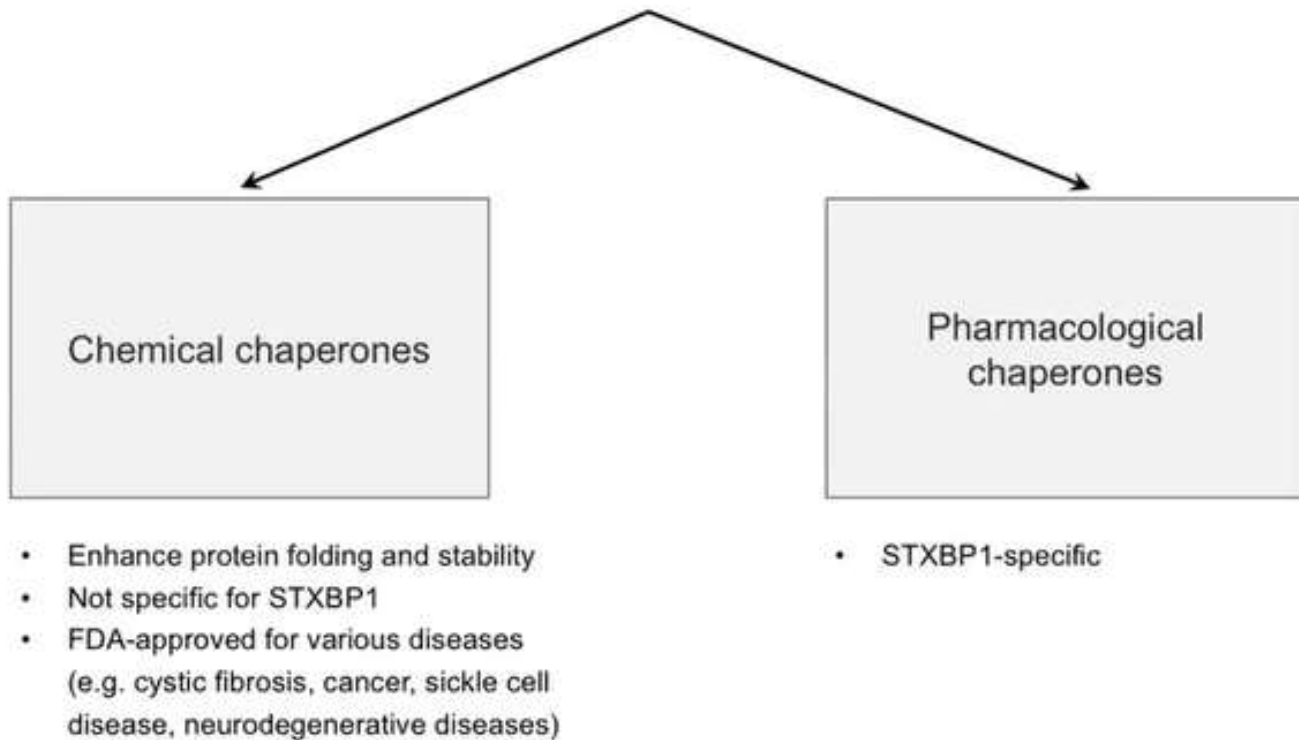 Chemical chaperones
Pharmacological
chaperones
• Enhance protein folding and stability
• Not specific for STXBP1
• FDA-approved for various diseases
(e.g. cystic fibrosis, cancer, sickle cell
disease, neurodegenerative diseases)
• STXBP1-specific